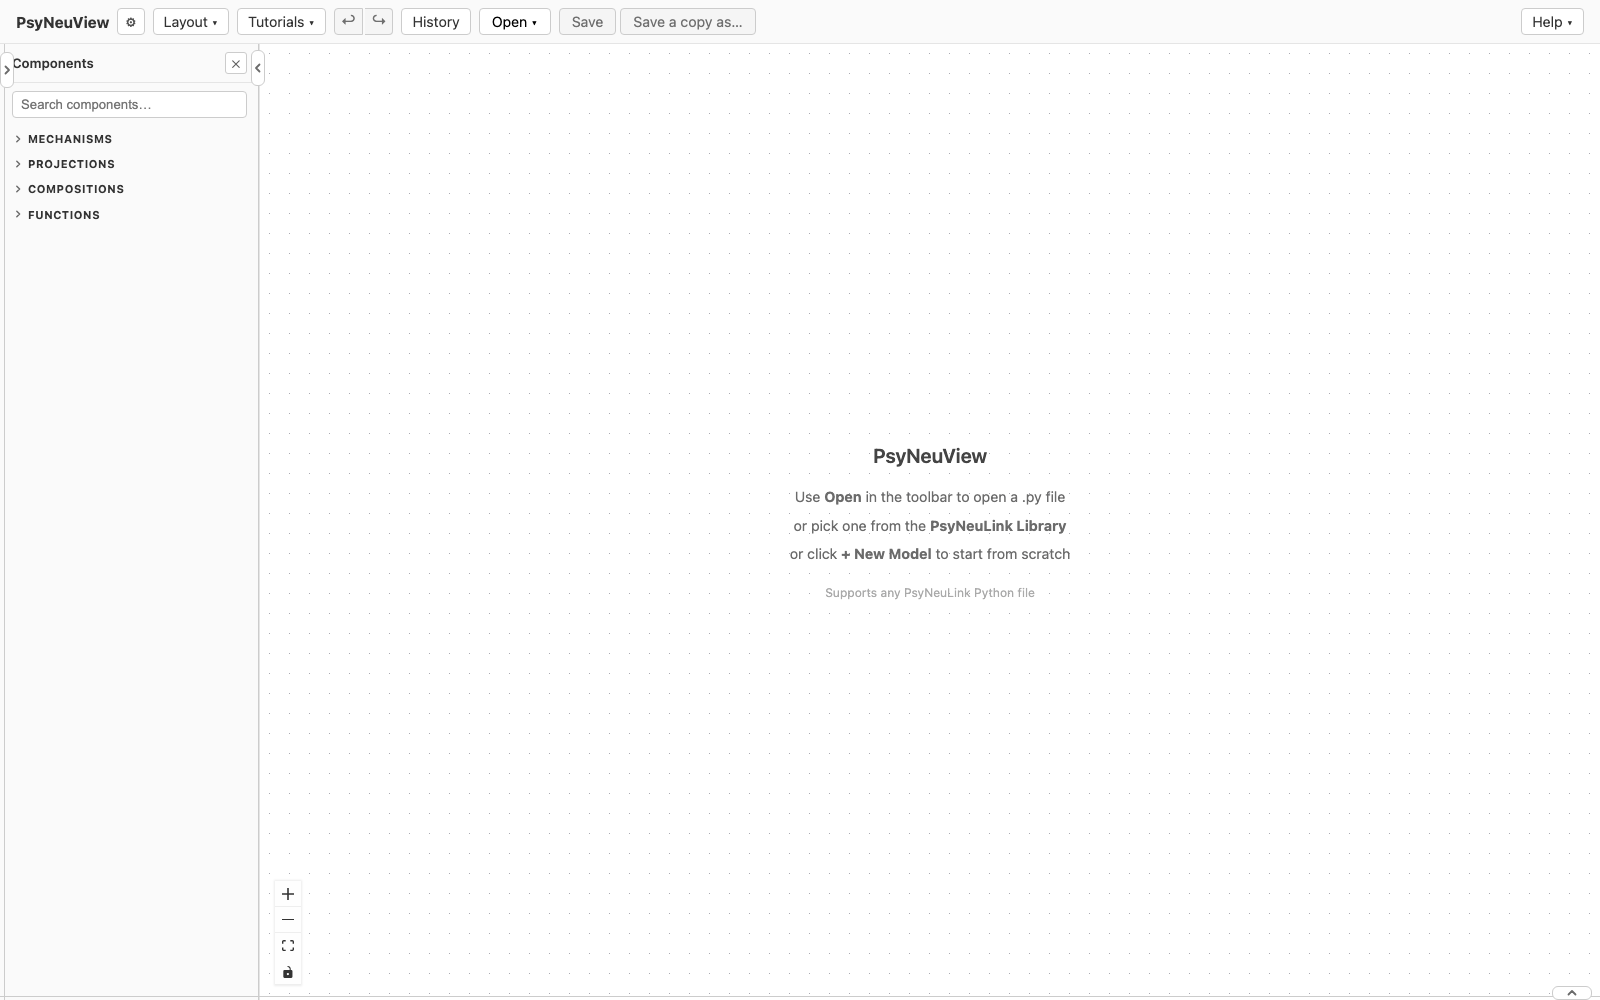 PsyNeuView
Layout
Tutorials
History
Open
Save
Save a copy as...
Help
Components
Search components...
MECHANISMS
PROJECTIONS
COMPOSITIONS
FUNCTIONS
PsyNeuView
Use Open in the toolbar to open a .py file
or pick one from the PsyNeuLink Library
or click + New Model to start from scratch
Supports any PsyNeuLink Python file